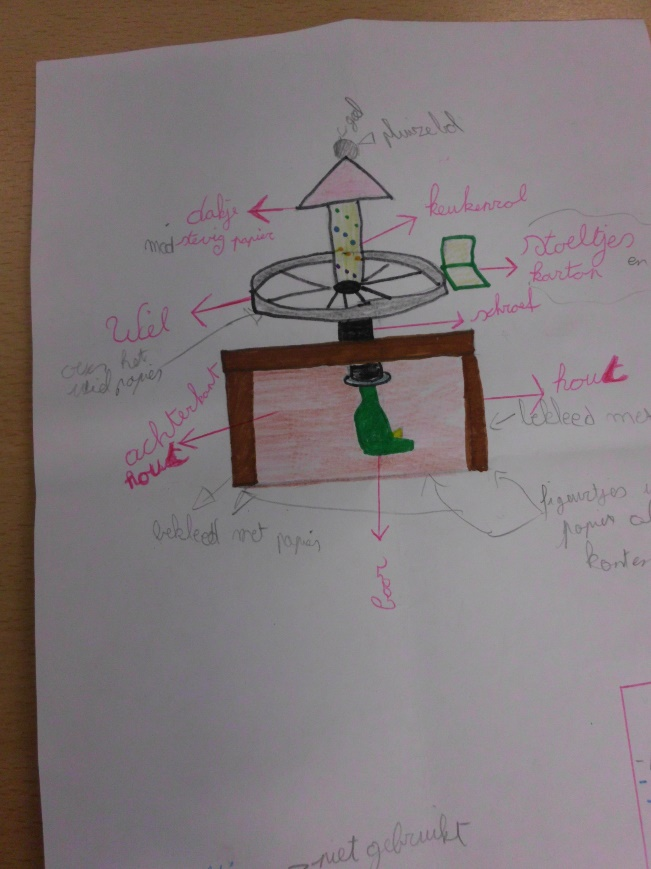 geel
dakje
met stevig papier
keukenrol
stoeltjes
karton
en
schroef
Wiel
papier
hout
bekleed met
achterkant
hout
bekleed met papier
figuurtjes
papier
boor
niet gebruikt